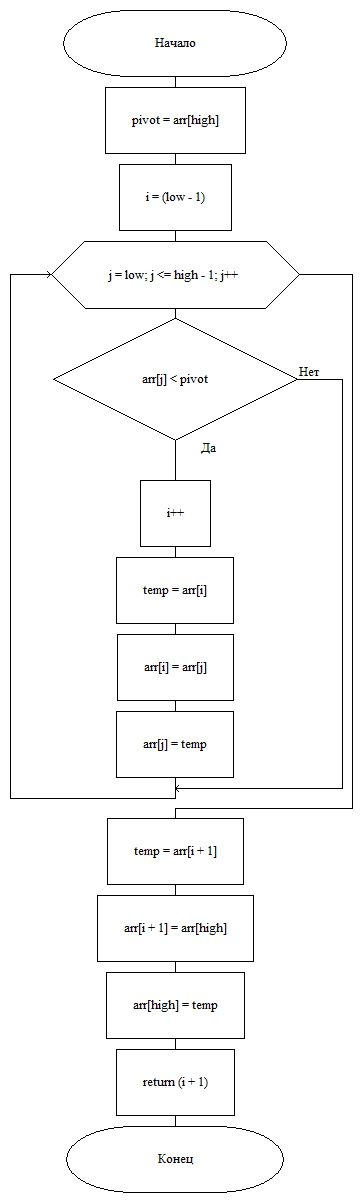 Начало
pivot = arr[high]
i = (low - 1)
j = low; j <= high - 1; j++
arr[j] < pivot
Нет
Да
i++
temp = arr[i]
arr[i] = arr[j]
arr[j] = temp
temp = arr[i + 1]
arr[i + 1] = arr[high]
arr[high] = temp
return (i + 1)
Конец